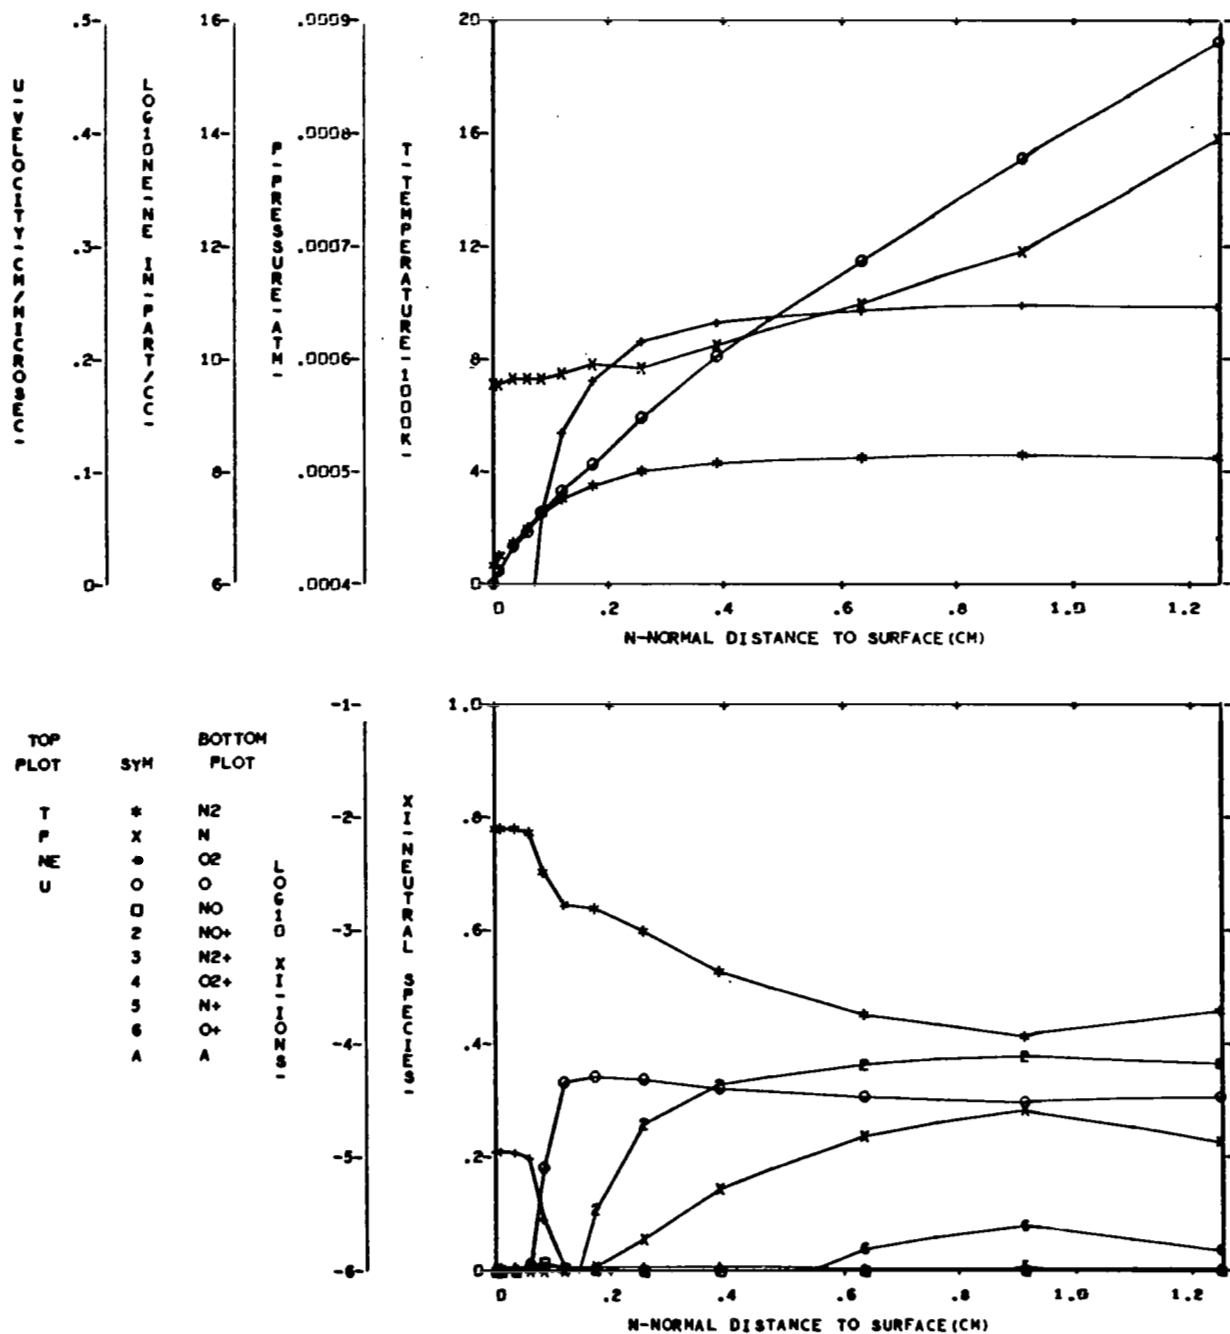 U-VELOCITY-CM/MICROSEC-
.5-
.4-
.3-
.2-
.1-
0-
LOG10NE-NE IN-PART/CC-
16-
14-
12-
10-
8-
6-
P-PRESSURE-ATM-
.0009-
.0008-
.0007-
.0006-
.0005-
.0004-
T-TEMPERATURE-1000K-
20
16
12
8
4
0
0 .2 .4 .6 .8 1.0 1.2
N-NORMAL DISTANCE TO SURFACE(CM)
TOP PLOT SYM BOTTOM PLOT
T * N2
P X N
NE + O2
U O O
□ NO
2 NO+
3 N2+
4 O2+
5 N+
6 O+
A A
LOG10 XI-IONS-
-1-
-2-
-3-
-4-
-5-
-6-
XI-NEUTRAL SPECIES-
1.0
.8
.6
.4
.2
0
0 .2 .4 .6 .8 1.0 1.2
N-NORMAL DISTANCE TO SURFACE(CM)